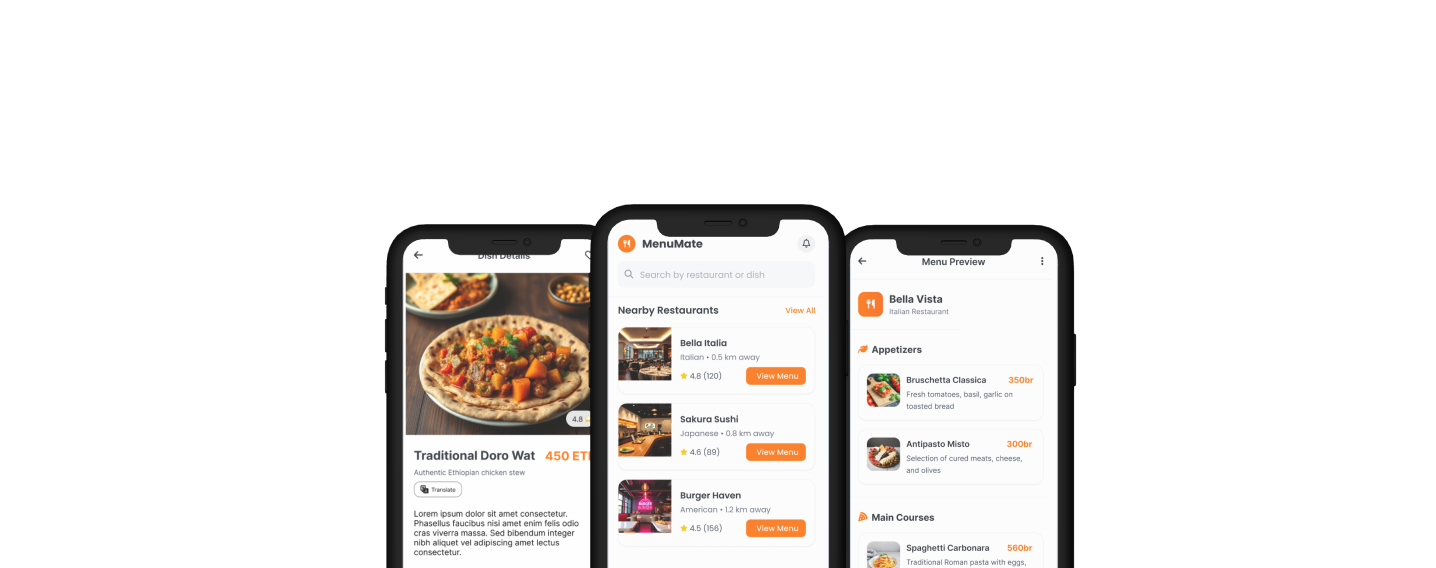 Dish Details
4.8
Traditional Doro Wat
450 ET
Authentic Ethiopian chicken stew
Translate
Lorem ipsum dolor sit amet consectetur.
Phasellus faucibus nisi amet enim felis odio
cras viverra massa. Sed bibendum integer
nibh aliquet vel adipiscing amet lectus
consectetur.
MenuMate
Search by restaurant or dish
Nearby Restaurants
View All
Bella Italia
Italian • 0.5 km away
4.8 (120)
View Menu
Sakura Sushi
Japanese • 0.8 km away
4.6 (89)
View Menu
Burger Haven
American • 1.2 km away
4.5 (156)
View Menu
Menu Preview
Bella Vista
Italian Restaurant
Appetizers
Bruschetta Classica
350br
Fresh tomatoes, basil, garlic on
toasted bread
Antipasto Misto
300br
Selection of cured meats, cheese,
and olives
Main Courses
Spaghetti Carbonara
560br
Traditional Roman pasta with eggs,